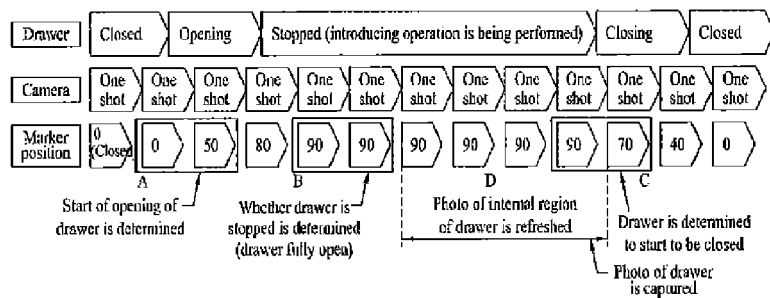 Drawer
Closed
Opening
Stopped (introducing operation is being performed)
Closing
Closed
Camera
One shot
One shot
One shot
One shot
One shot
One shot
One shot
One shot
One shot
One shot
One shot
One shot
One shot
Marker position
0 (Closed
0
50
80
90
90
90
90
90
90
70
40
0
A
B
D
C
Start of opening of
drawer is determined
Whether drawer is
stopped is determined
(drawer fully open)
Photo of internal region
of drawer is refreshed
Drawer is determined
to start to be closed
Photo of drawer
is captured